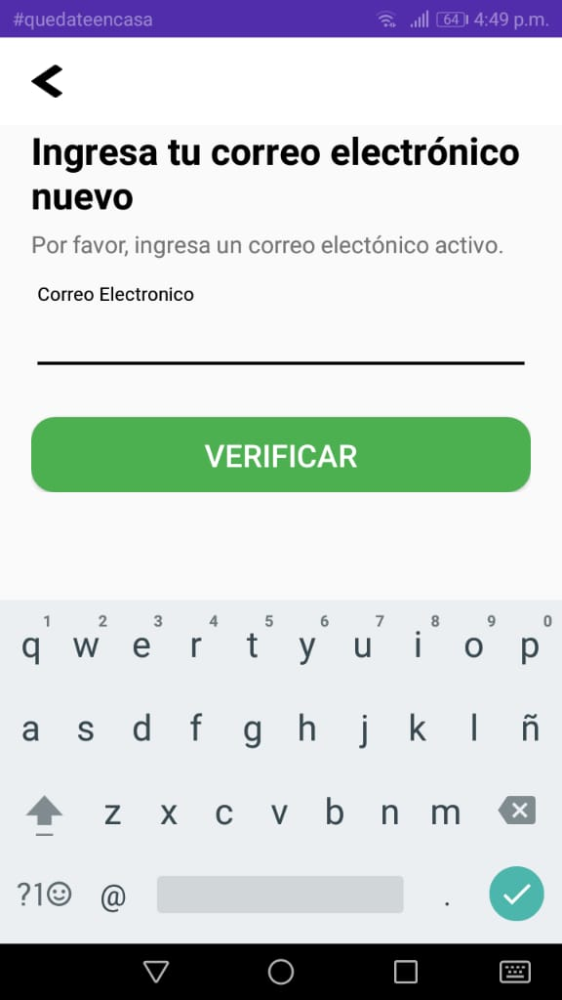 #quedateencasa 64 4:49 p.m.
Ingresa tu correo electrónico
nuevo
Por favor, ingresa un correo electónico activo.
Correo Electronico
VERIFICAR
1 2 3 4 5 6 7 8 9 0
q w e r t y u i o p
a s d f g h j k l ñ
z x c v b n m
?1☺ @ .